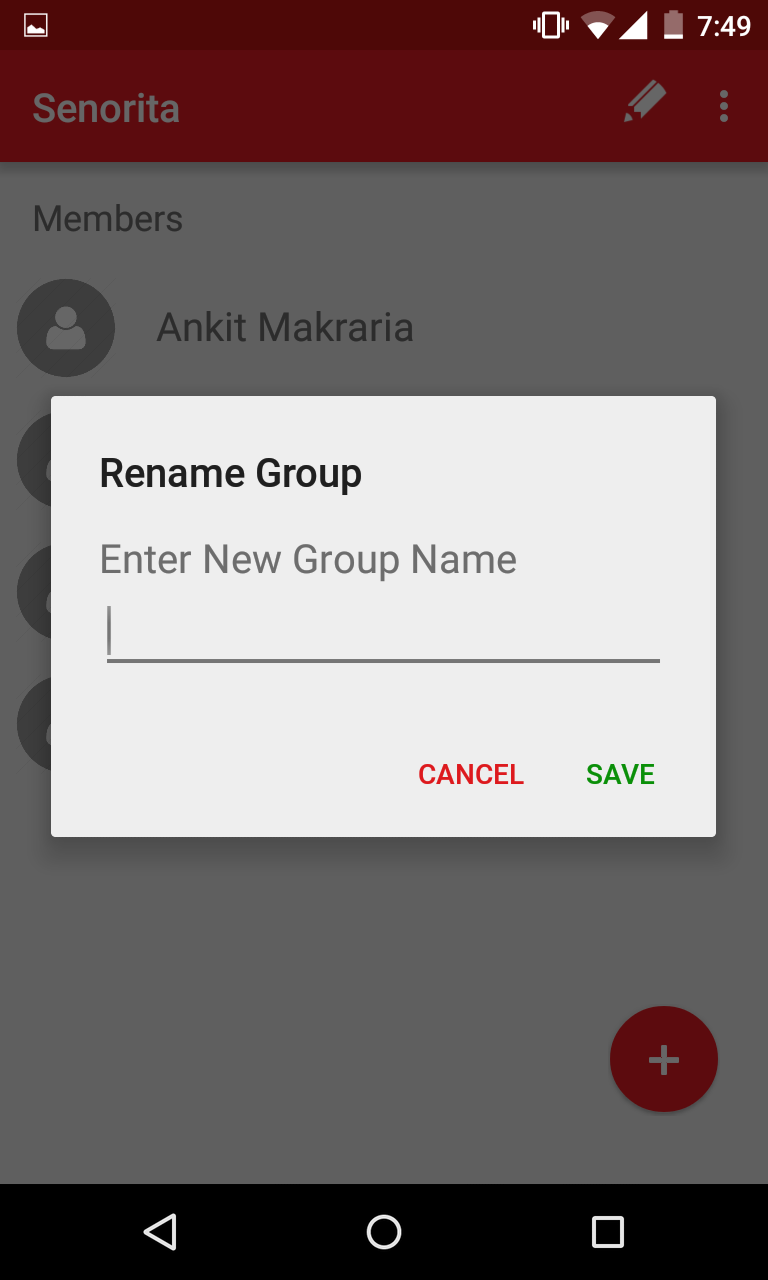 7:49
Senorita
Members
Ankit Makraria
Rename Group
Enter New Group Name
CANCEL SAVE